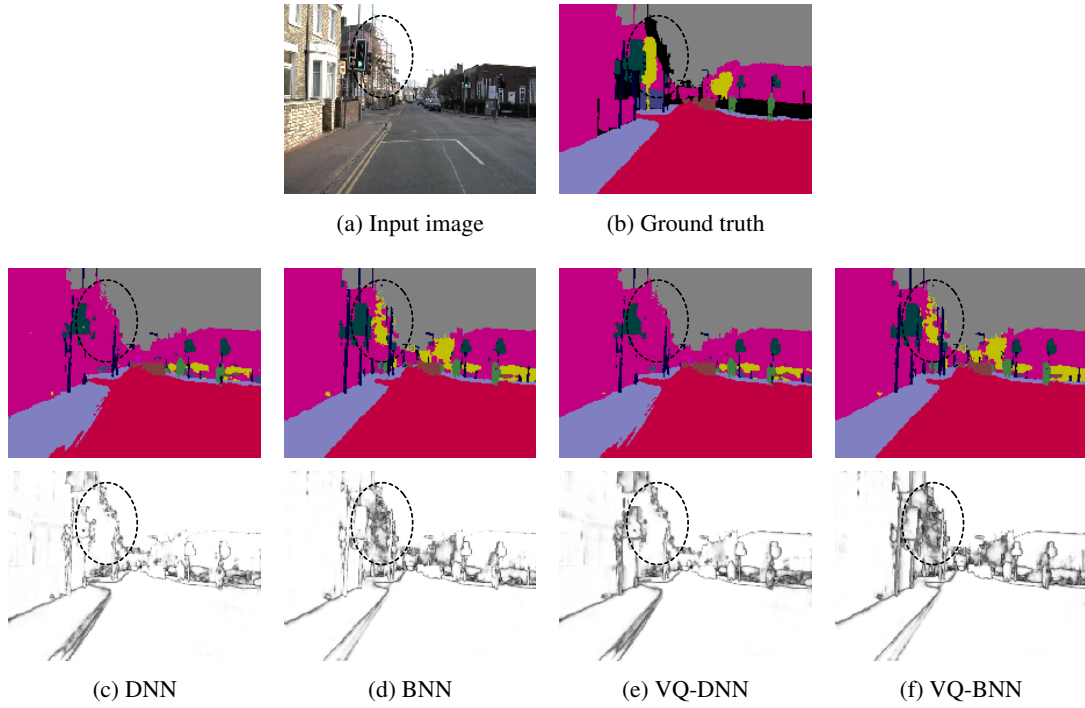 (a) Input image
(b) Ground truth
(c) DNN
(d) BNN
(e) VQ-DNN
(f) VQ-BNN